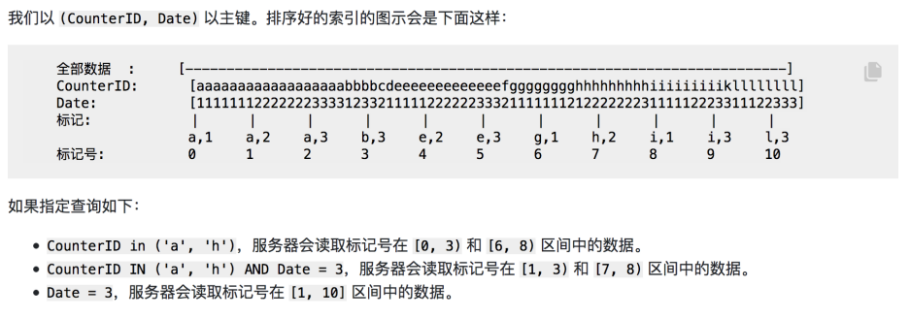 我们以 (CounterID, Date) 以主键。排序好的索引的图示会是下面这样：
全部数据  :     [-------------------------------------------------------------------------]
CounterID:      [aaaaaaaaaaaaaaaaaabbbbcdeeeeeeeeeeeeefgggggggghhhhhhhhhiiiiiiiiikllllllll]
Date:           [1111111222222233331233211111222222333211111112122222223111112223311122333]
标记:            |      |      |      |      |      |      |      |      |      |      |
a,1    a,2    a,3    b,3    e,2    e,3    g,1    h,2    i,1    i,3    l,3
标记号:          0      1      2      3      4      5      6      7      8      9      10
如果指定查询如下：
• CounterID in ('a', 'h')，服务器会读取标记号在 [0, 3) 和 [6, 8) 区间中的数据。
• CounterID IN ('a', 'h') AND Date = 3，服务器会读取标记号在 [1, 3) 和 [7, 8) 区间中的数据。
• Date = 3，服务器会读取标记号在 [1, 10] 区间中的数据。